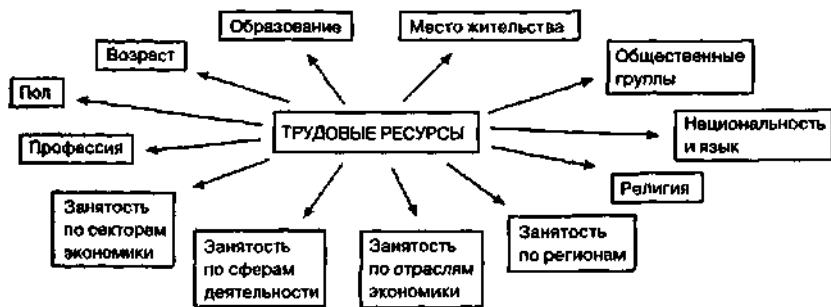 Образование
Место жительства
Возраст
Общественные
группы
Пол
ТРУДОВЫЕ РЕСУРСЫ
Национальность
и язык
Профессия
Религия
Занятость
по секторам
экономики
Занятость
по сферам
деятельности
Занятость
по отраслям
экономики
Занятость
по регионам